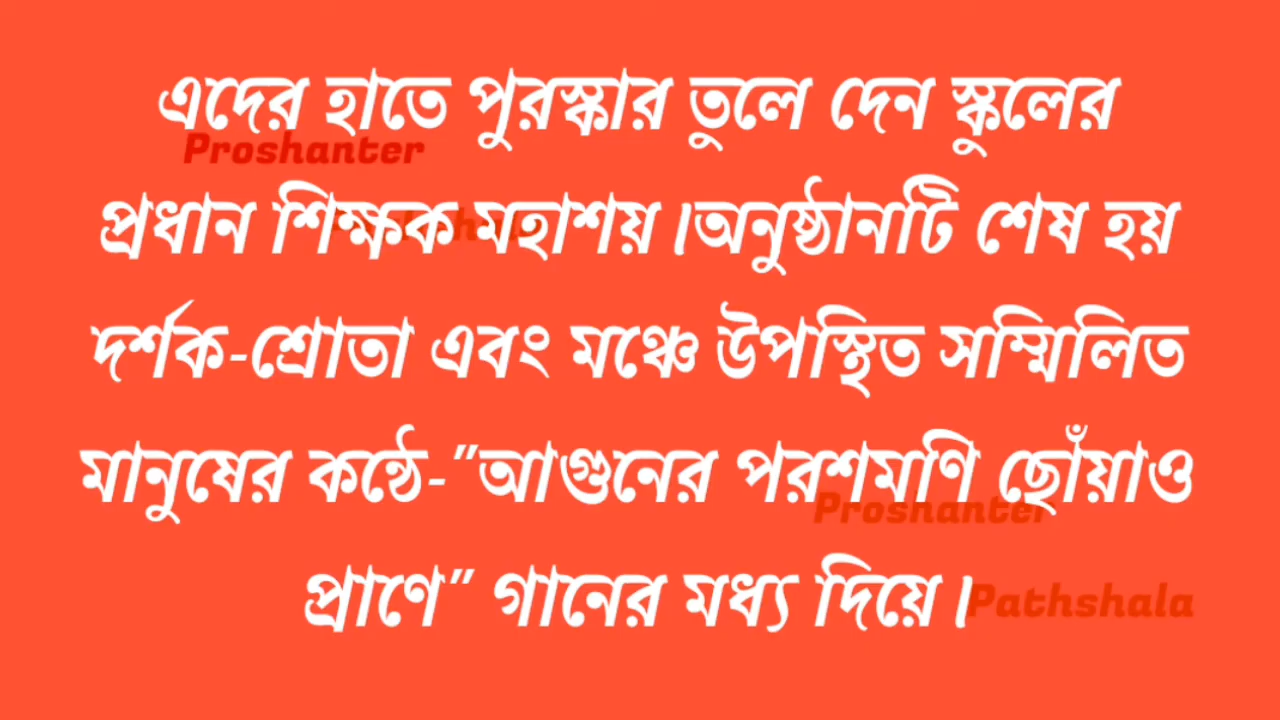 এদের হাতে পুরস্কার তুলে দেন স্কুলের
Proshanter
প্রধান শিক্ষক মহাশয়।অনুষ্ঠানটি শেষ হয়
Pathshala
দর্শক-শ্রোতা এবং মঞ্চে উপস্থিত সম্মিলিত
মানুষের কন্ঠে-"আগুনের পরশমণি ছোঁয়াও
Proshanter
প্রাণে" গানের মধ্য দিয়ে।
Pathshala